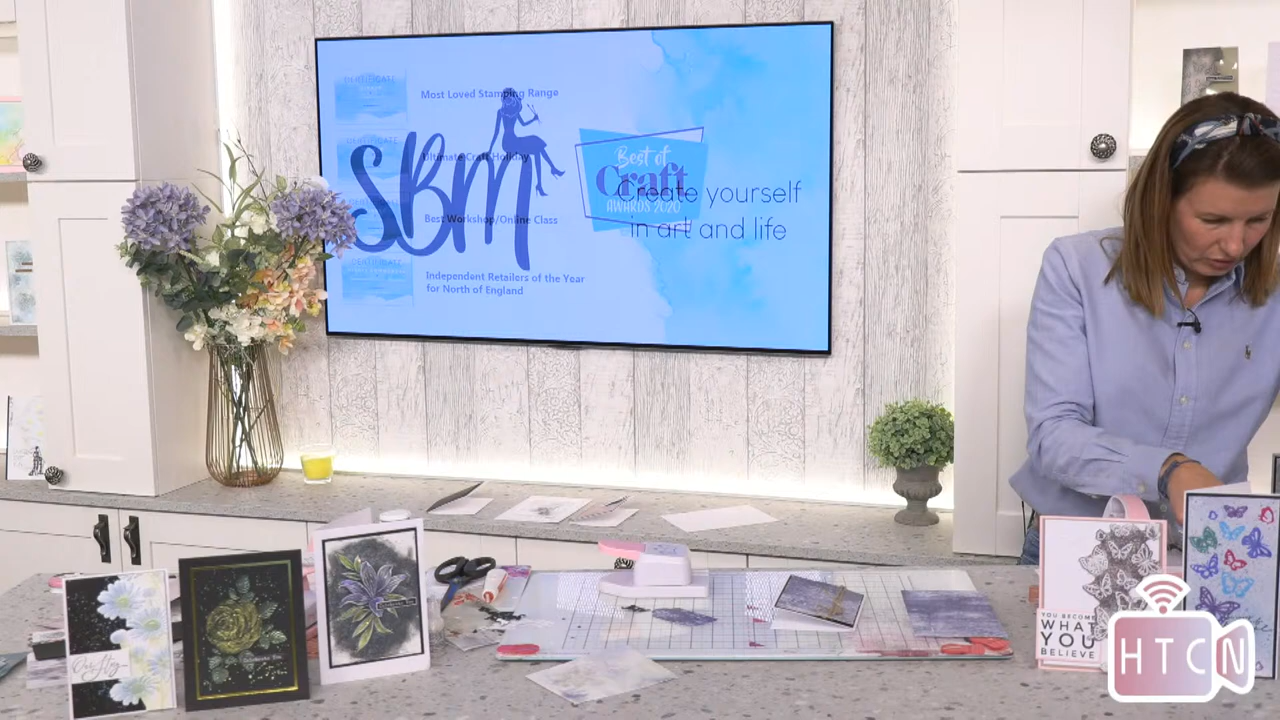 CERTIFICATE
Most Loved Stamping Range
Ultimate Craft Holiday
Best Workshop/Online Class
Independent Retailers of the Year
for North of England
SBM
Best of
Craft
AWARDS 2020
Create yourself
in art and life
YOU BECOME
WHAT
YOU
BELIEVE
HTCN